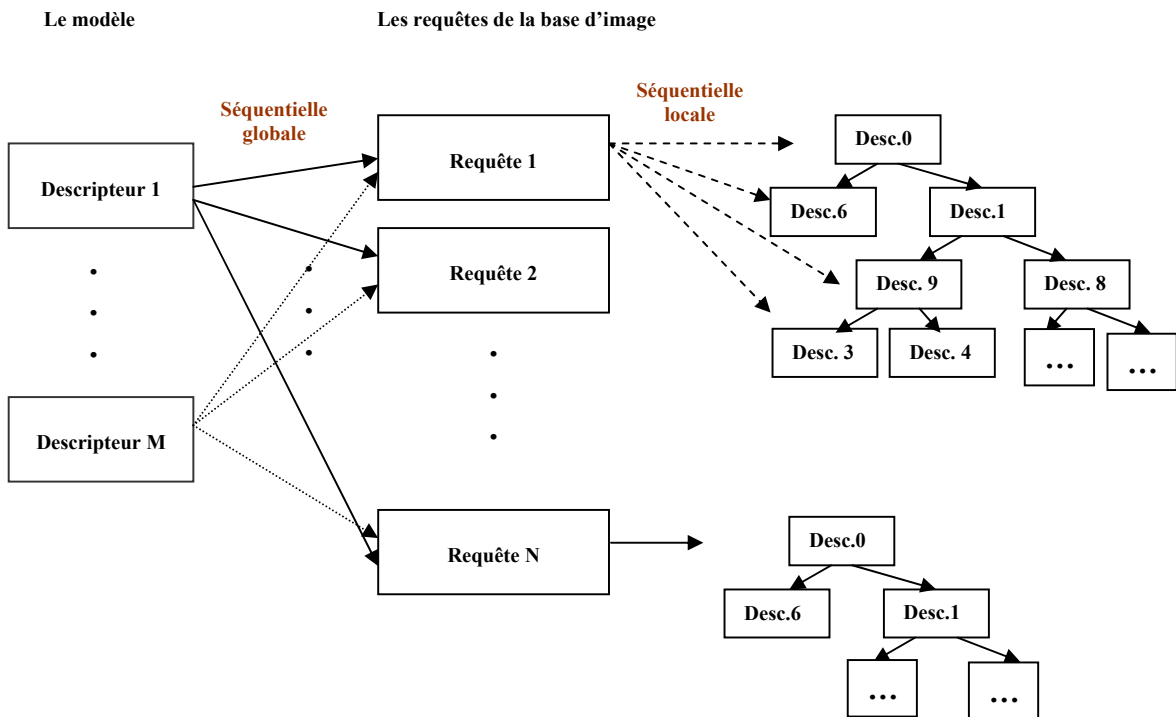 Le modèle
Les requêtes de la base d'image
Séquentielle
globale
Séquentielle
locale
Descripteur 1
Descripteur M
Requête 1
Requête 2
Requête N
Desc.0
Desc.6
Desc.1
Desc. 9
Desc. 8
Desc. 3
Desc. 4
...
...
Desc.0
Desc.6
Desc.1
...
...